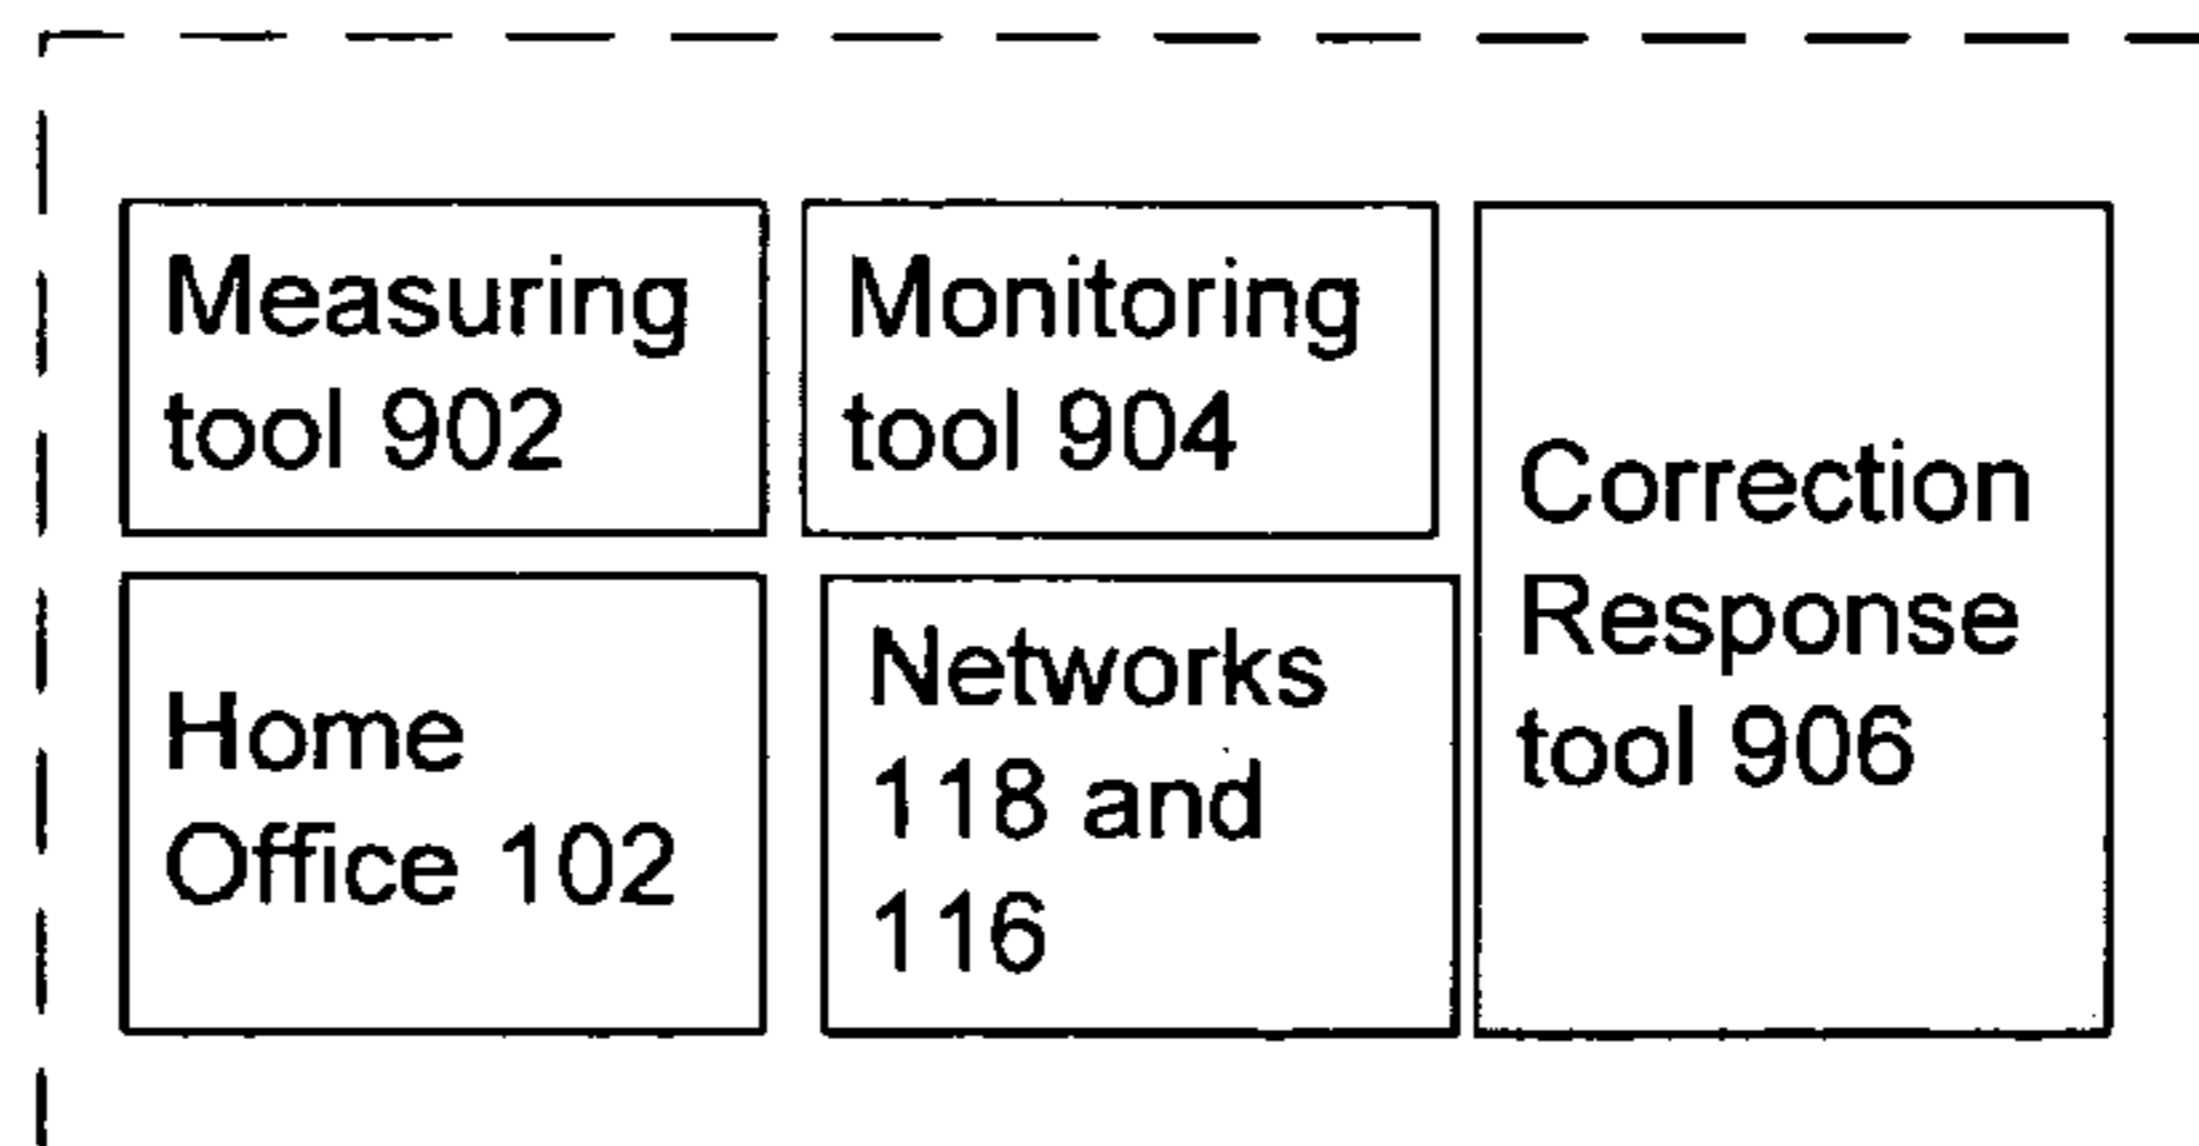 Measuring
tool 902
Monitoring
tool 904
Correction
Response
tool 906
Home
Office 102
Networks
118 and
116